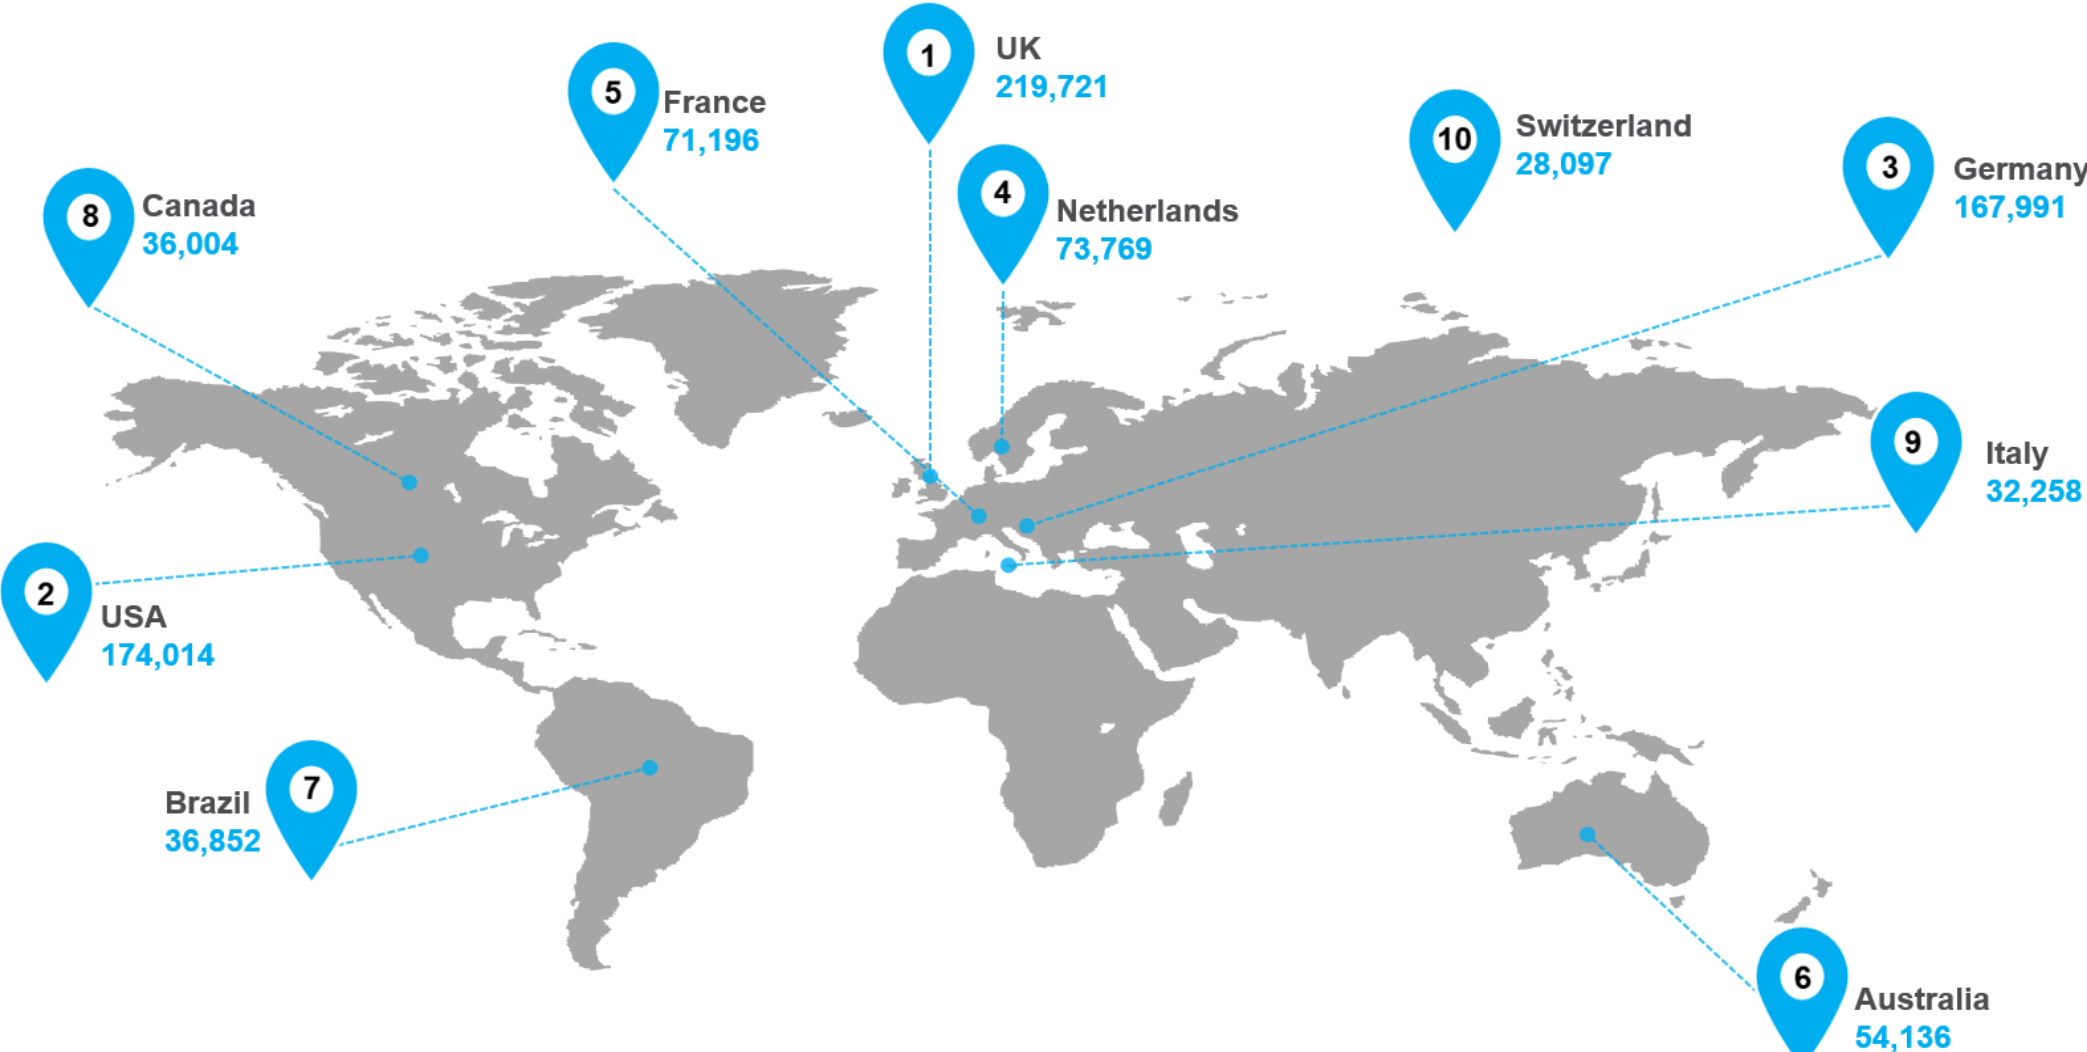 1
UK
219,721
5
France
71,196
10
Switzerland
28,097
3
Germany
167,991
4
Netherlands
73,769
8
Canada
36,004
9
Italy
32,258
2
USA
174,014
7
Brazil
36,852
6
Australia
54,136